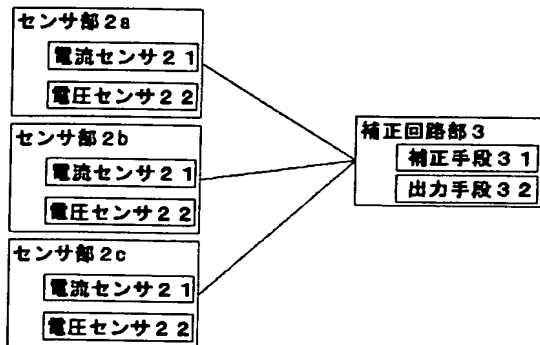 センサ部2a
電流センサ21
電圧センサ22
センサ部2b
電流センサ21
電圧センサ22
センサ部2c
電流センサ21
電圧センサ22
補正回路部3
補正手段31
出力手段32